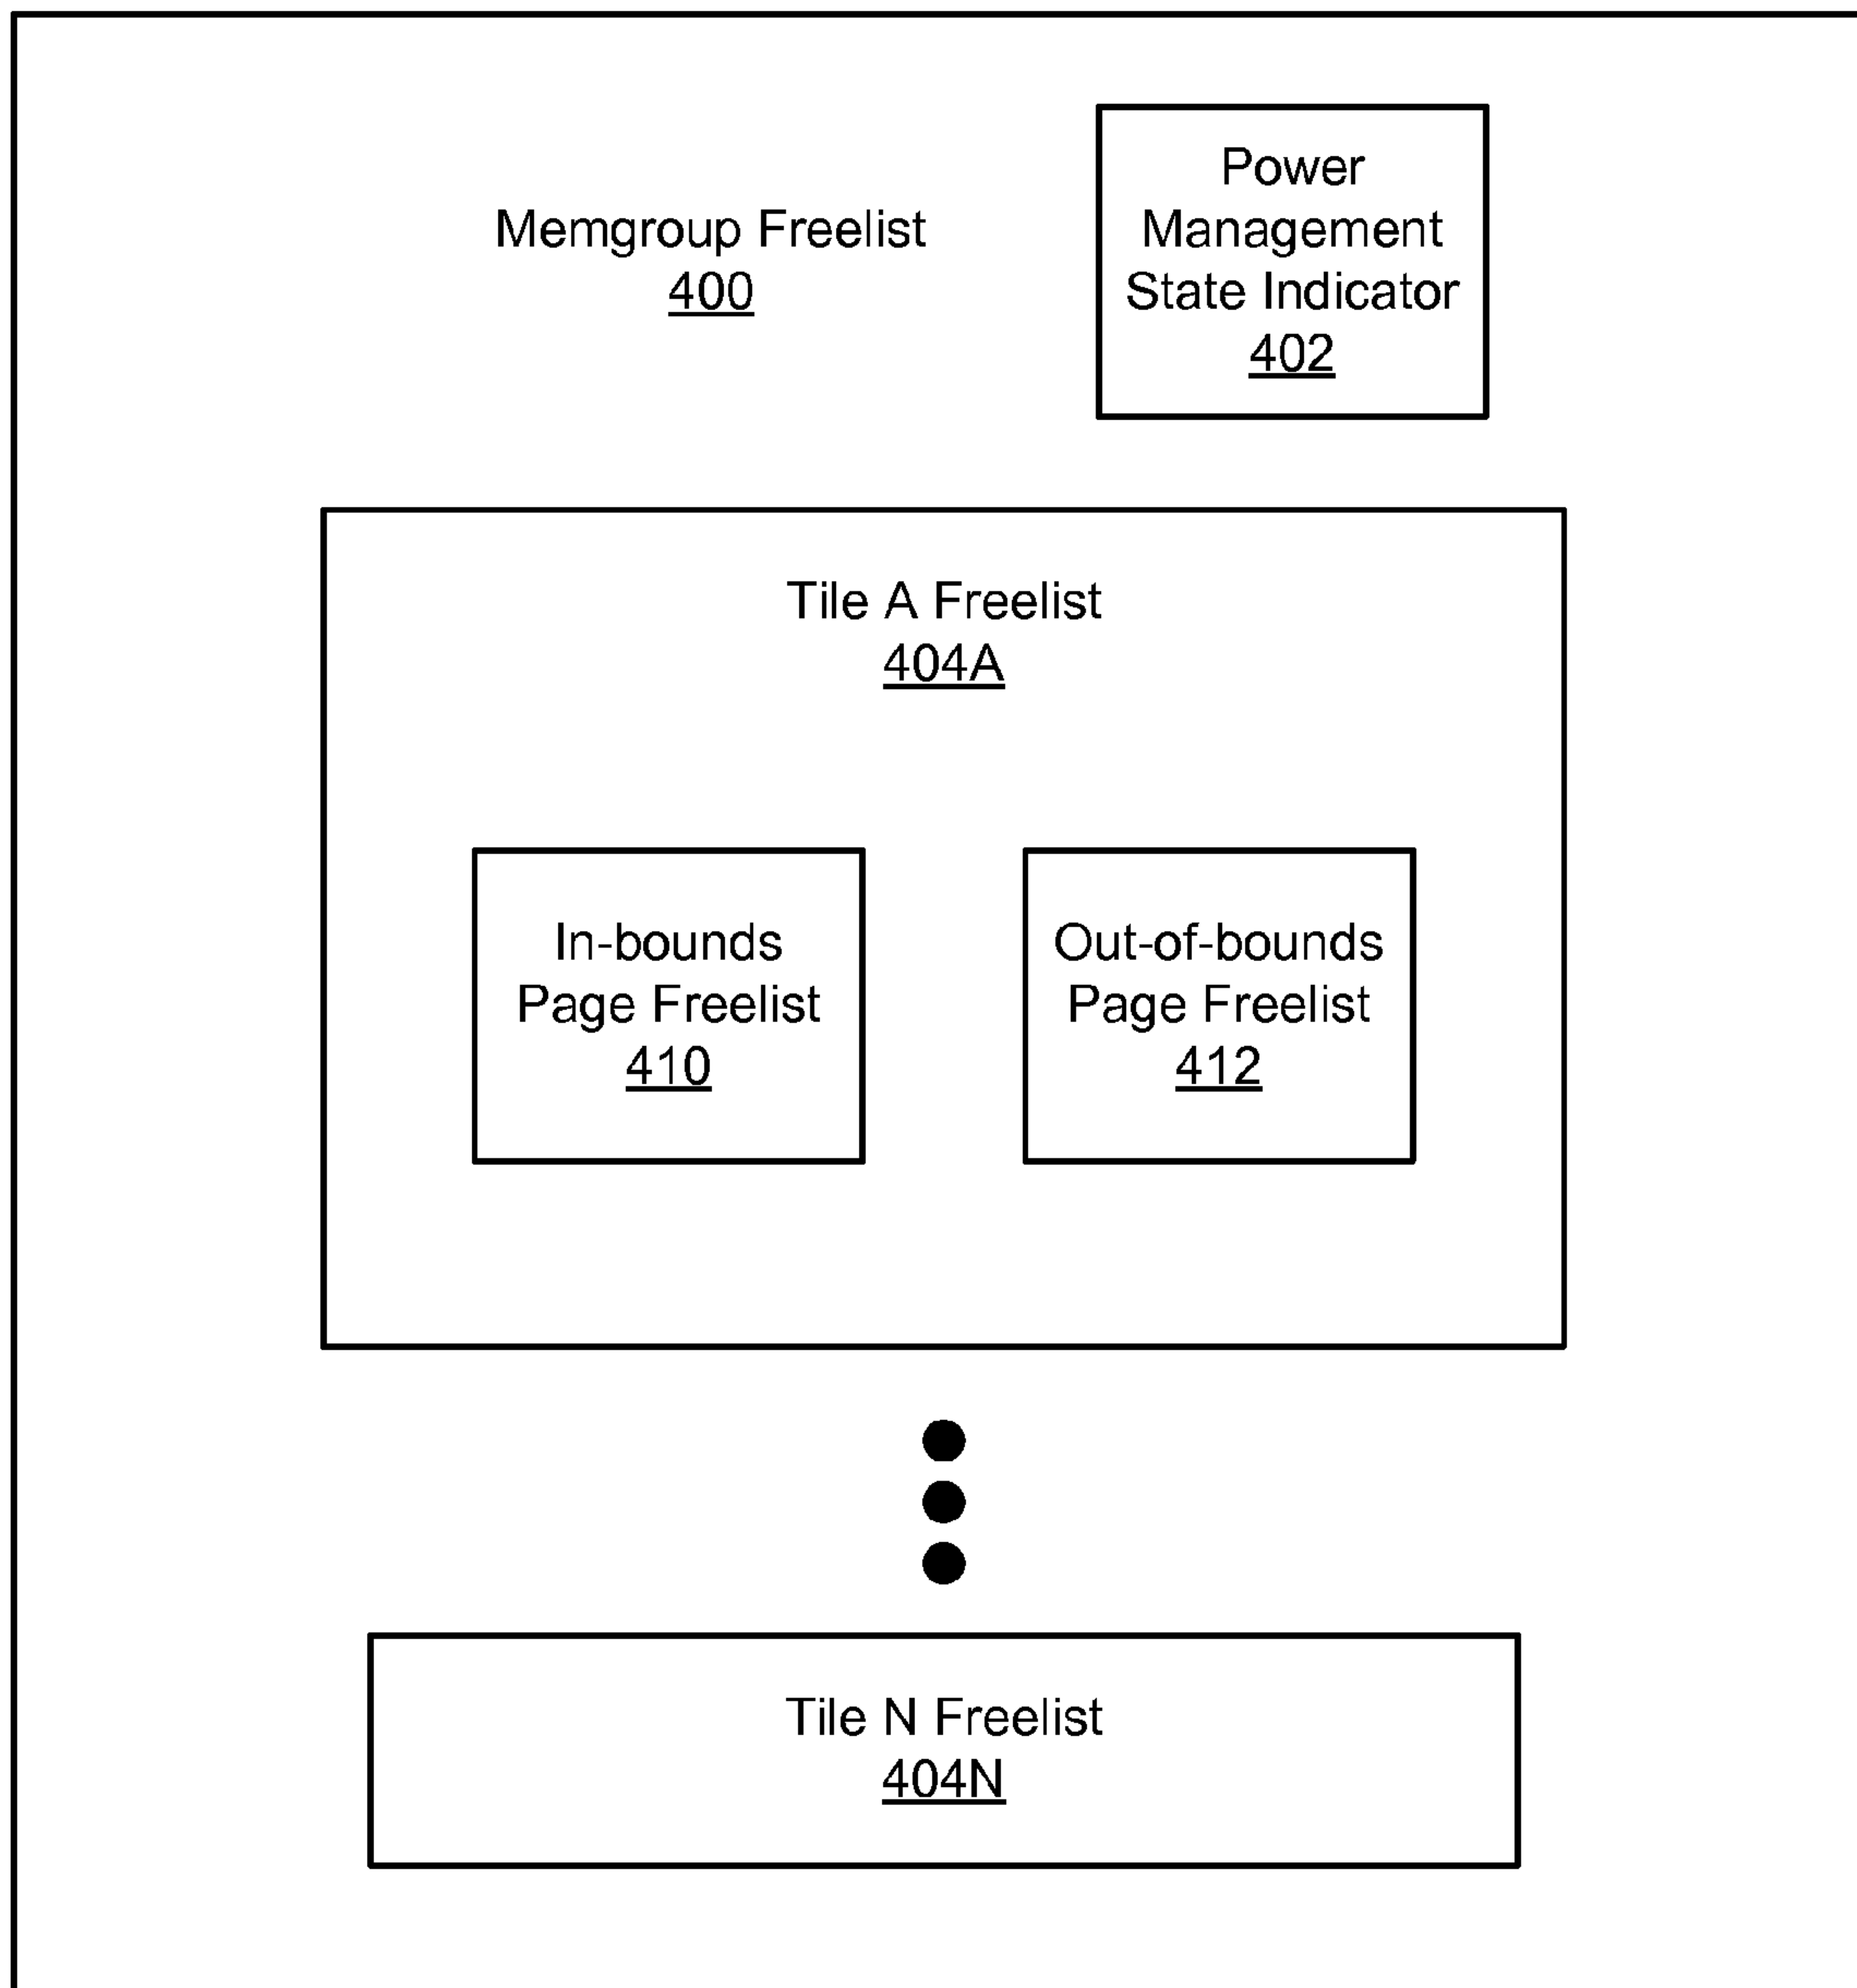 Memgroup Freelist
400
Power
Management
State Indicator
402
Tile A Freelist
404A
In-bounds
Page Freelist
410
Out-of-bounds
Page Freelist
412
Tile N Freelist
404N